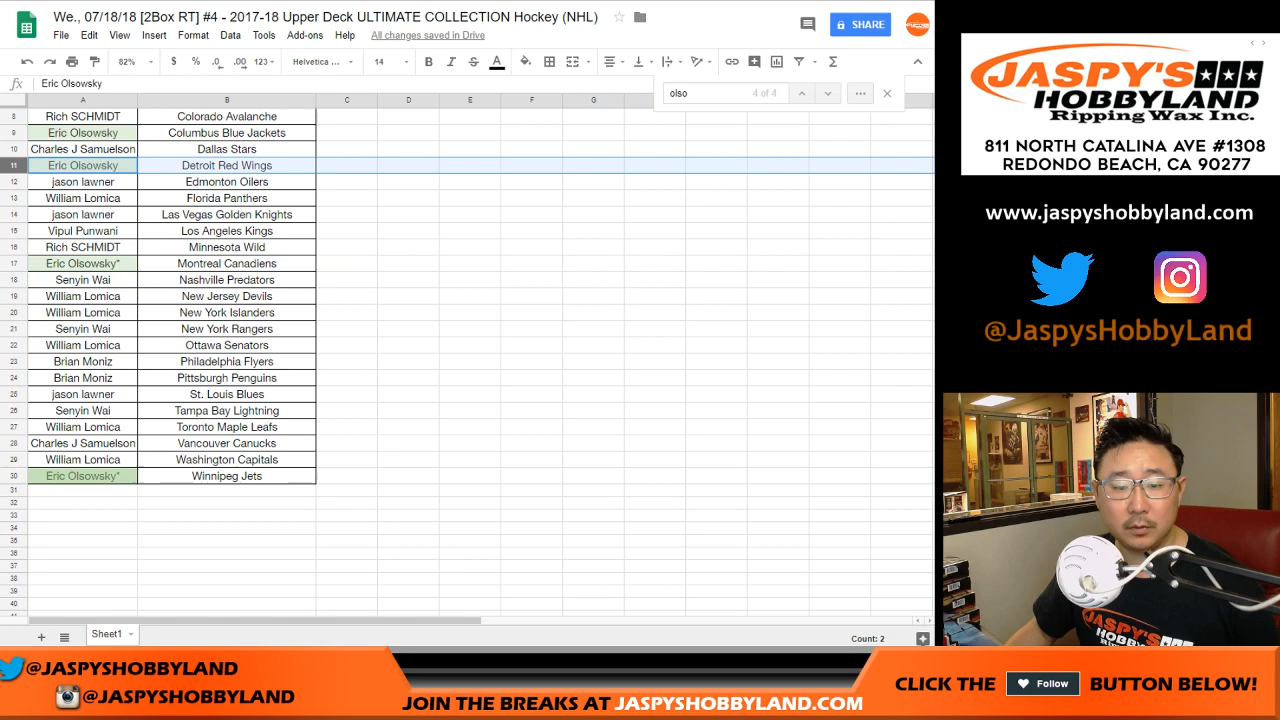 We., 07/18/18 [2Box RT] #4 - 2017-18 Upper Deck ULTIMATE COLLECTION Hockey (NHL)
File Edit View Insert Format Data Tools Add-ons Help All changes saved in Drive
SHARE
82% $ % .0 .00 123 Helvetica ... 14 B I S A
fx Eric Olsowsky
olso 4 of 4
A B C D E F G
8 Rich SCHMIDT Colorado Avalanche
9 Eric Olsowsky Columbus Blue Jackets
10 Charles J Samuelson Dallas Stars
11 Eric Olsowsky Detroit Red Wings
12 jason lawner Edmonton Oilers
13 William Lomica Florida Panthers
14 jason lawner Las Vegas Golden Knights
15 Vipul Punwani Los Angeles Kings
16 Rich SCHMIDT Minnesota Wild
17 Eric Olsowsky* Montreal Canadiens
18 Senyin Wai Nashville Predators
19 William Lomica New Jersey Devils
20 William Lomica New York Islanders
21 Senyin Wai New York Rangers
22 William Lomica Ottawa Senators
23 Brian Moniz Philadelphia Flyers
24 Brian Moniz Pittsburgh Penguins
25 jason lawner St. Louis Blues
26 Senyin Wai Tampa Bay Lightning
27 William Lomica Toronto Maple Leafs
28 Charles J Samuelson Vancouver Canucks
29 William Lomica Washington Capitals
30 Eric Olsowsky* Winnipeg Jets
31
32
33
34
35
36
37
38
39
40
Sheet1
Count: 2
JASPY'S
HOBBYLAND
Ripping Wax Inc.
811 NORTH CATALINA AVE #1308
REDONDO BEACH, CA 90277
www.jaspyshobbyland.com
@JaspysHobbyLand
JASPY'S
HOBBYLAND
@JASPYSHOBBYLAND
@JASPYSHOBBYLAND
JOIN THE BREAKS AT JASPYSHOBBYLAND.COM
CLICK THE Follow BUTTON BELOW!